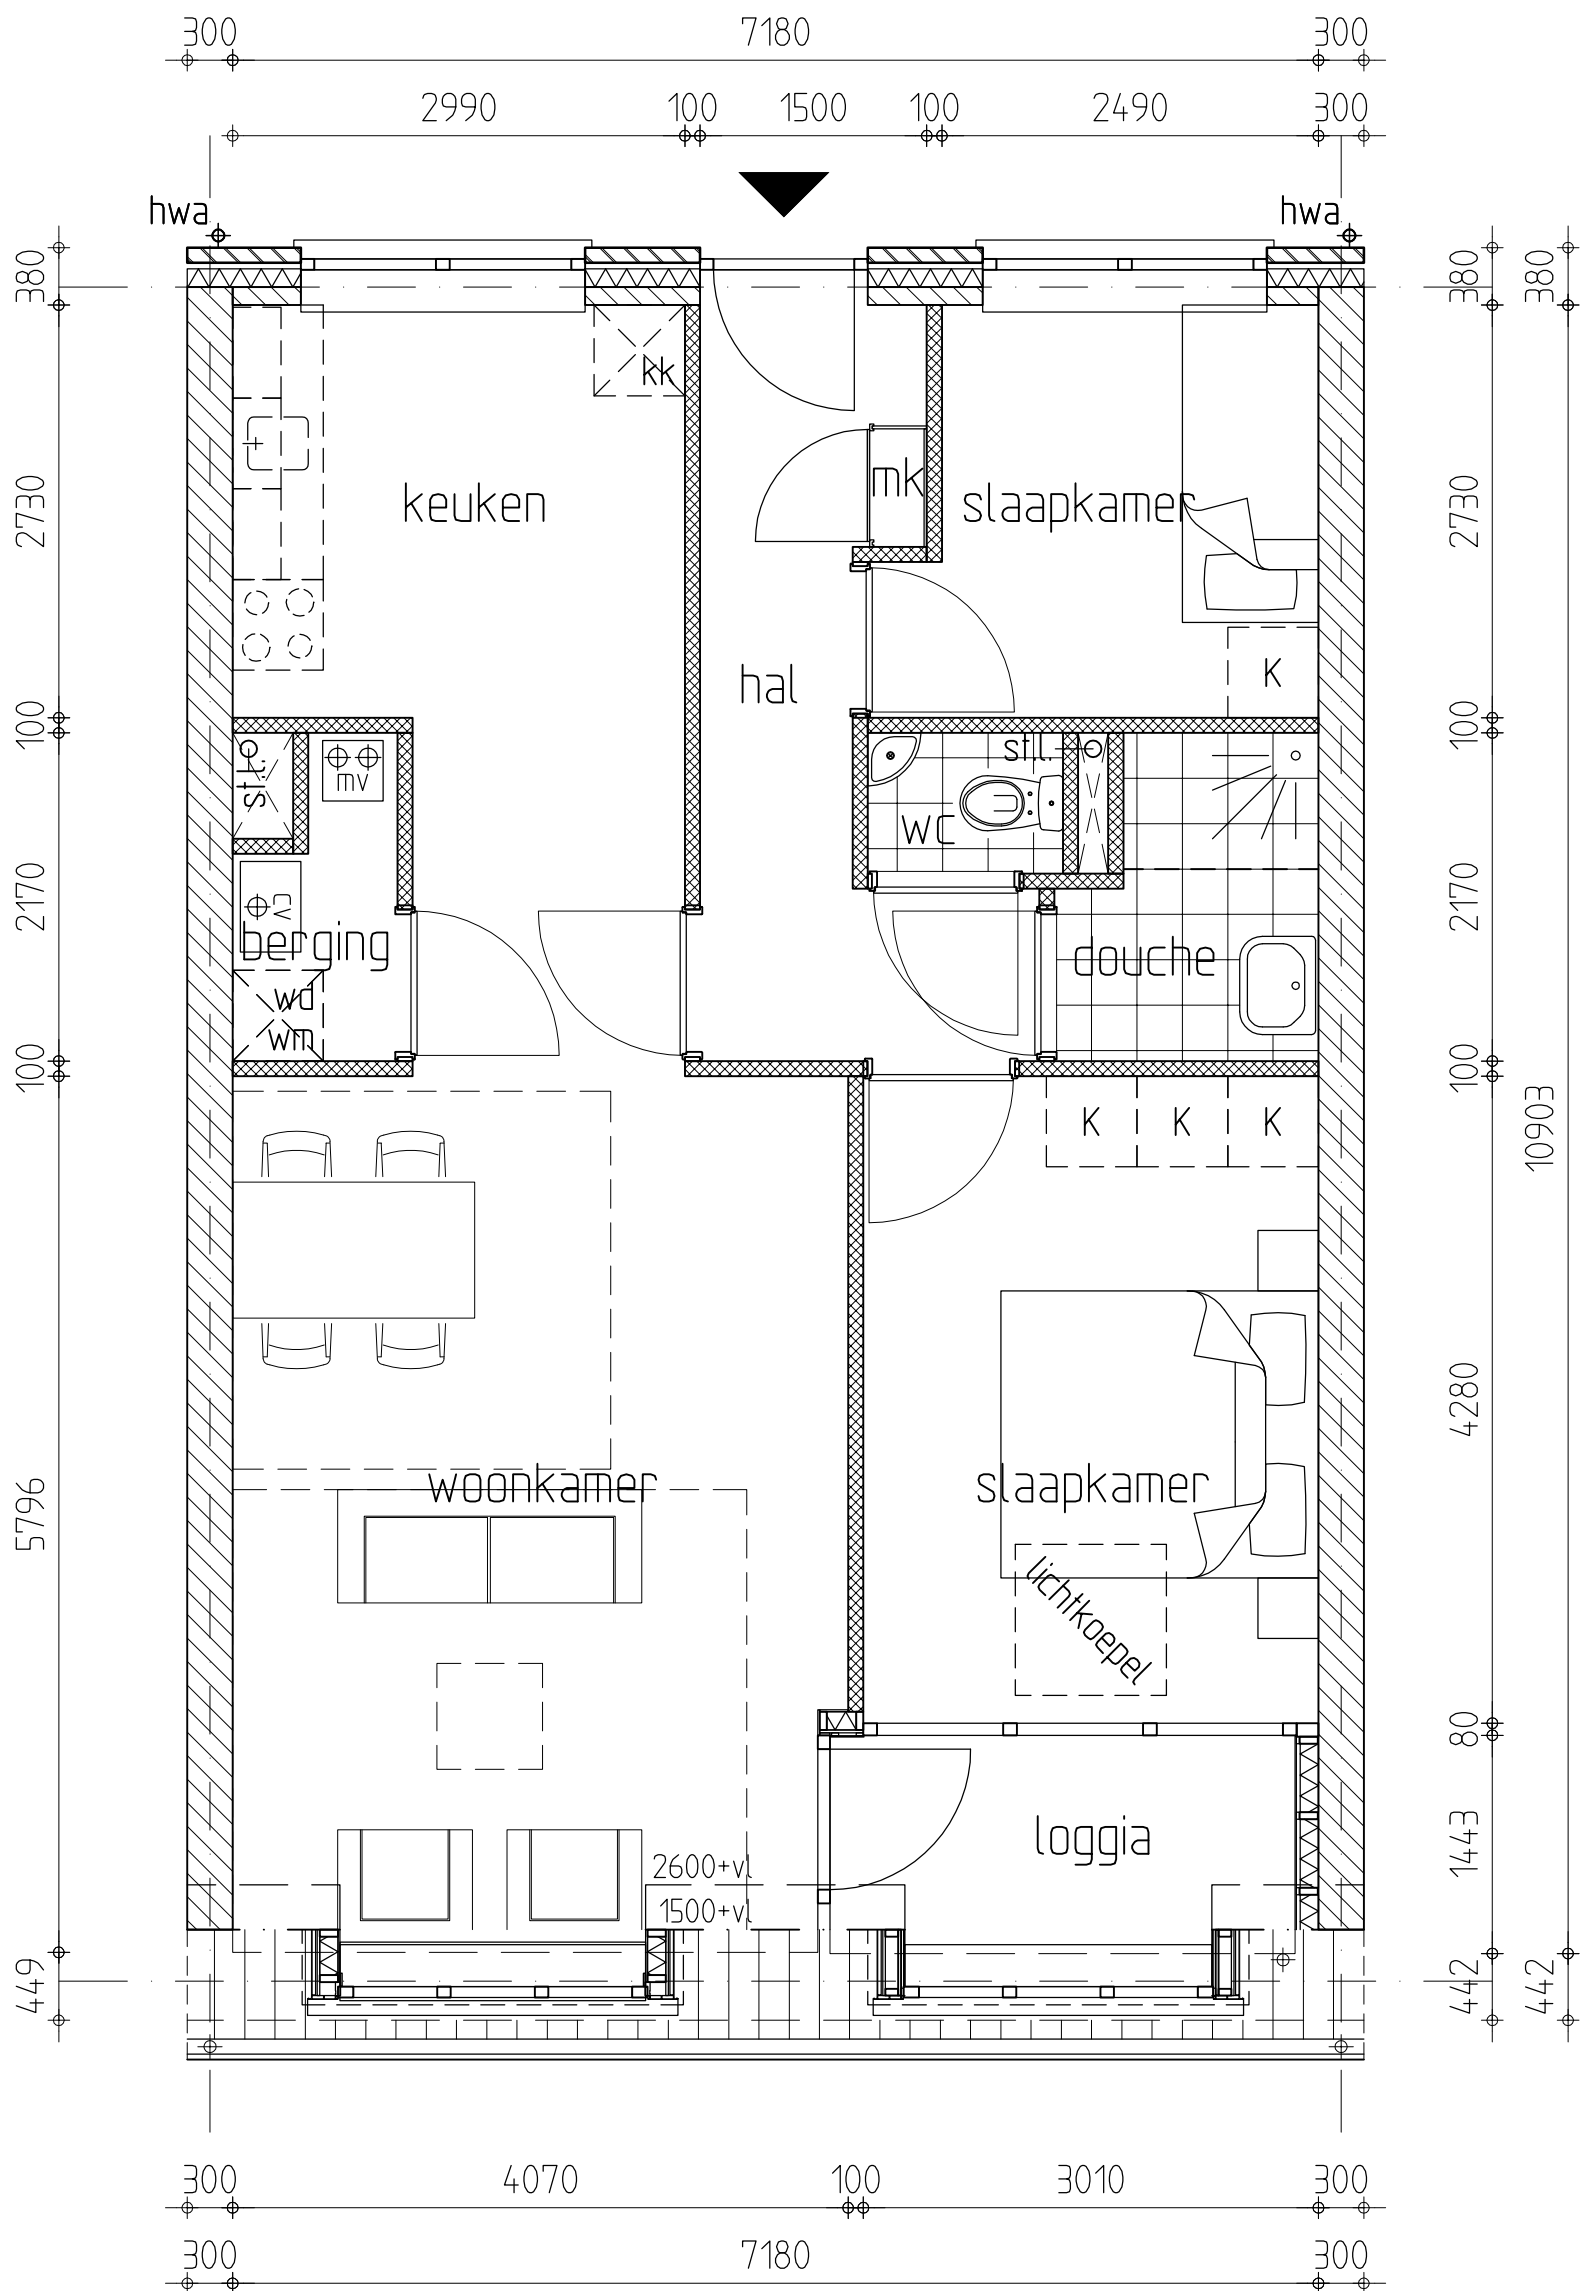 300 7180 300
2990 100 1500 100 2490 300
hwa hwa
380 380 380
kk
mk
keuken slaapkamer
2730 2730
hal K
100 100
st.l. mv st.l.
WC
2170 2170
cv
berging douche
wd
wm
100 100
K K K
10903
4280
woonkamer slaapkamer
5796
lichtkoepel
80
loggia
1443
2600+vl
1500+vl
449 442 442
300 4070 100 3010 300
300 7180 300